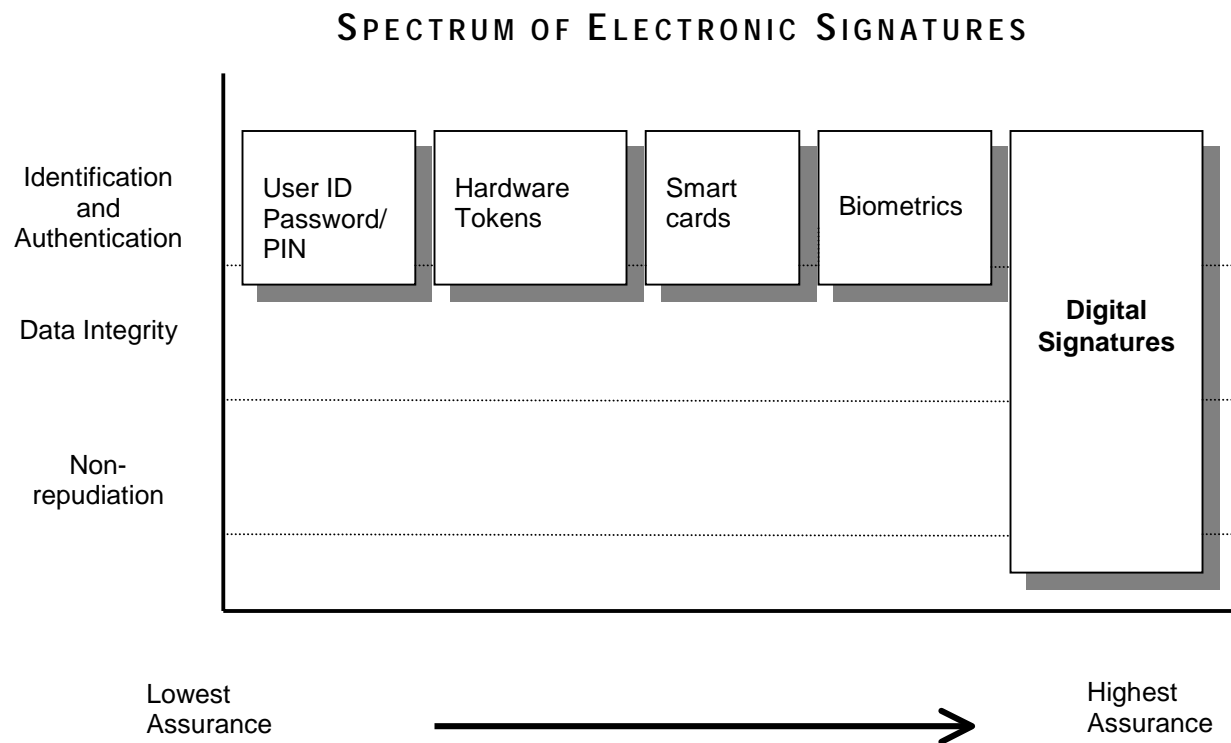 SPECTRUM OF ELECTRONIC SIGNATURES
Identification
and
Authentication
User ID
Password/
PIN
Hardware
Tokens
Smart
cards
Biometrics
Digital
Signatures
Data Integrity
Non-
repudiation
Lowest
Assurance
Highest
Assurance